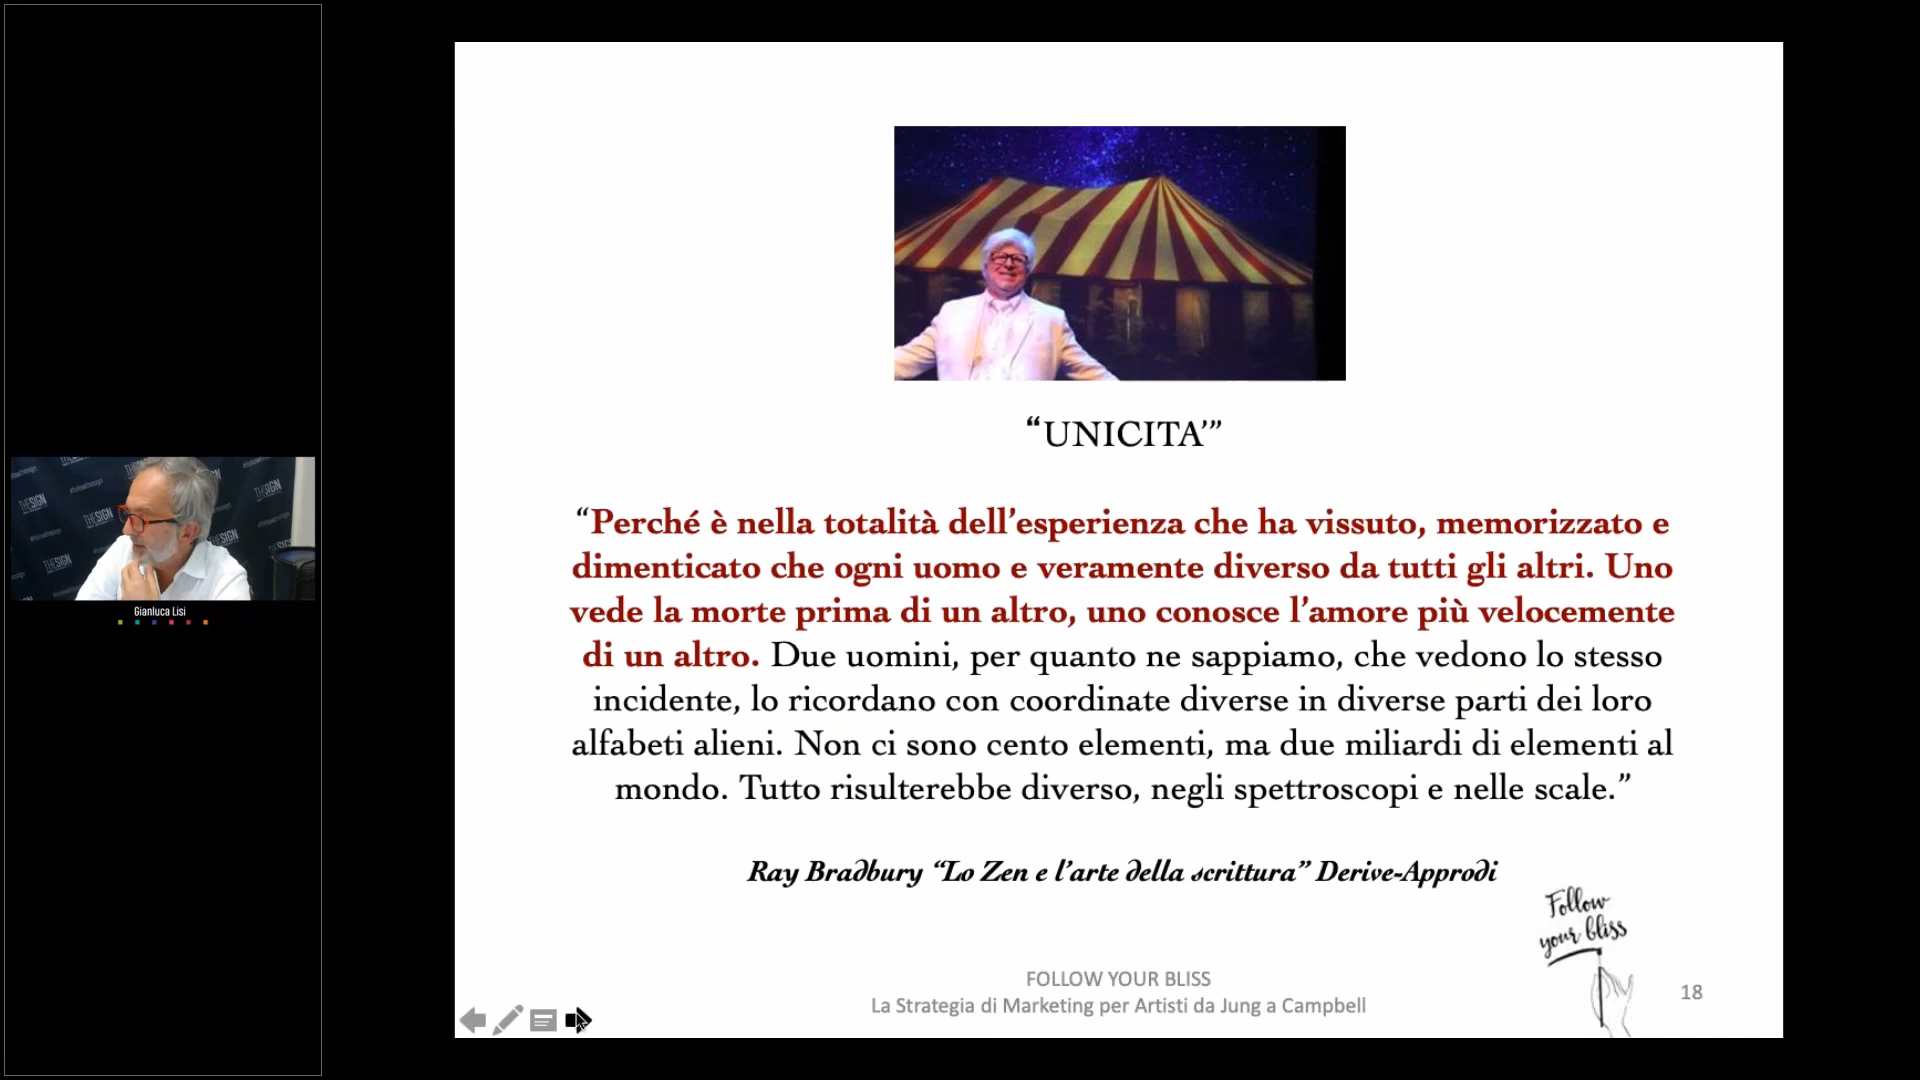 “UNICITA’”
“Perché è nella totalità dell’esperienza che ha vissuto, memorizzato e
dimenticato che ogni uomo e veramente diverso da tutti gli altri. Uno
vede la morte prima di un altro, uno conosce l’amore più velocemente
di un altro. Due uomini, per quanto ne sappiamo, che vedono lo stesso
incidente, lo ricordano con coordinate diverse in diverse parti dei loro
alfabeti alieni. Non ci sono cento elementi, ma due miliardi di elementi al
mondo. Tutto risulterebbe diverso, negli spettroscopi e nelle scale.”
Ray Bradbury “Lo Zen e l’arte della scrittura” Derive-Approdi
Follow
your bliss
FOLLOW YOUR BLISS
La Strategia di Marketing per Artisti da Jung a Campbell
18
THESIGN
THESIGN
THESIGN
THESIGN
Gianluca Lisi